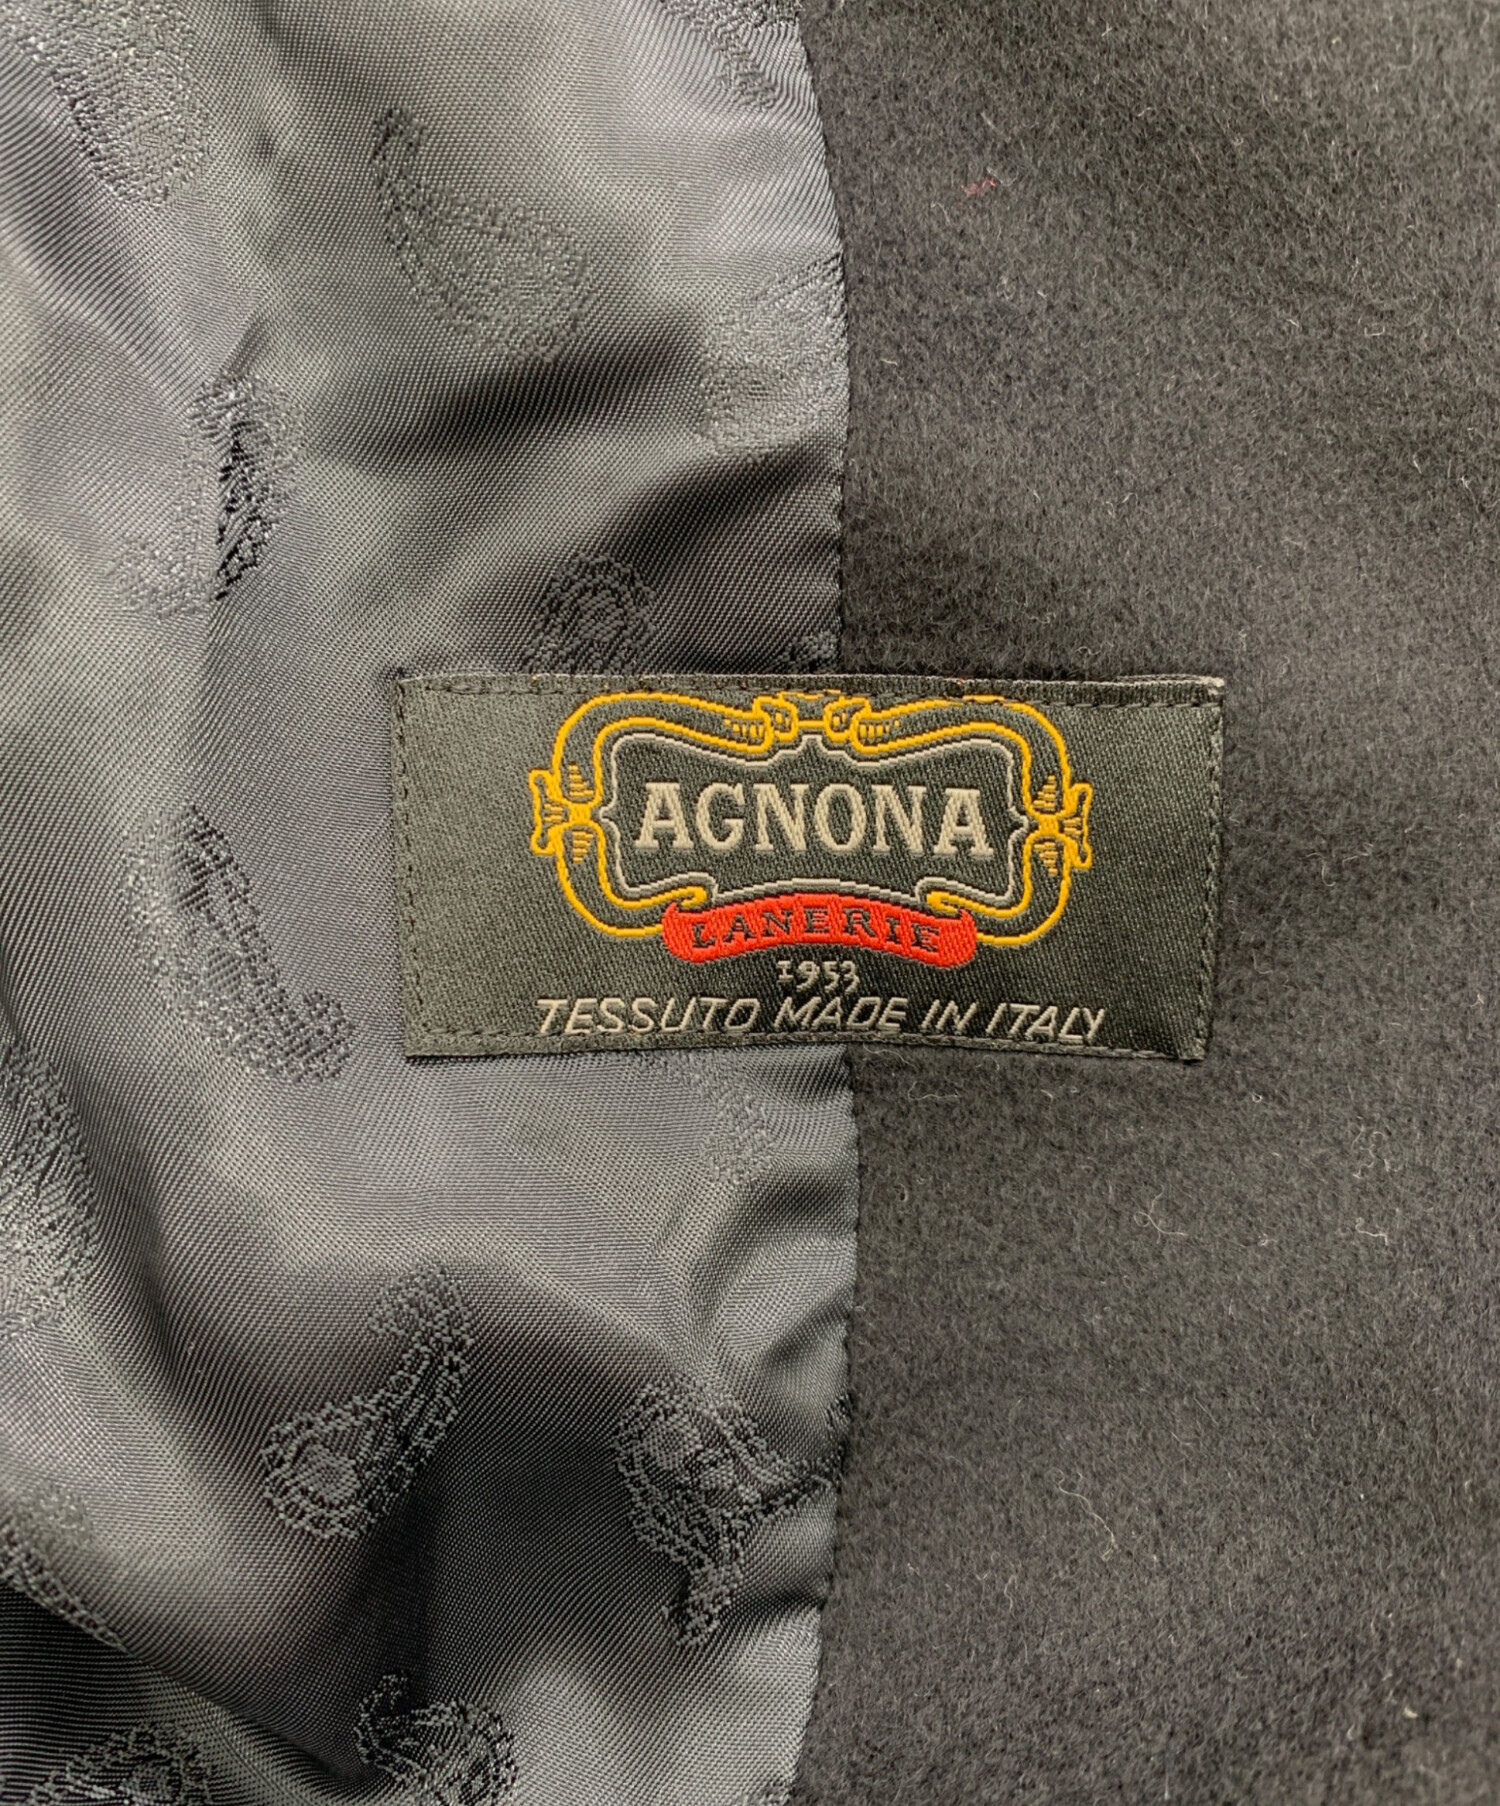 AGNONA
LANERIE
1953
TESSUTO MADE IN ITALY